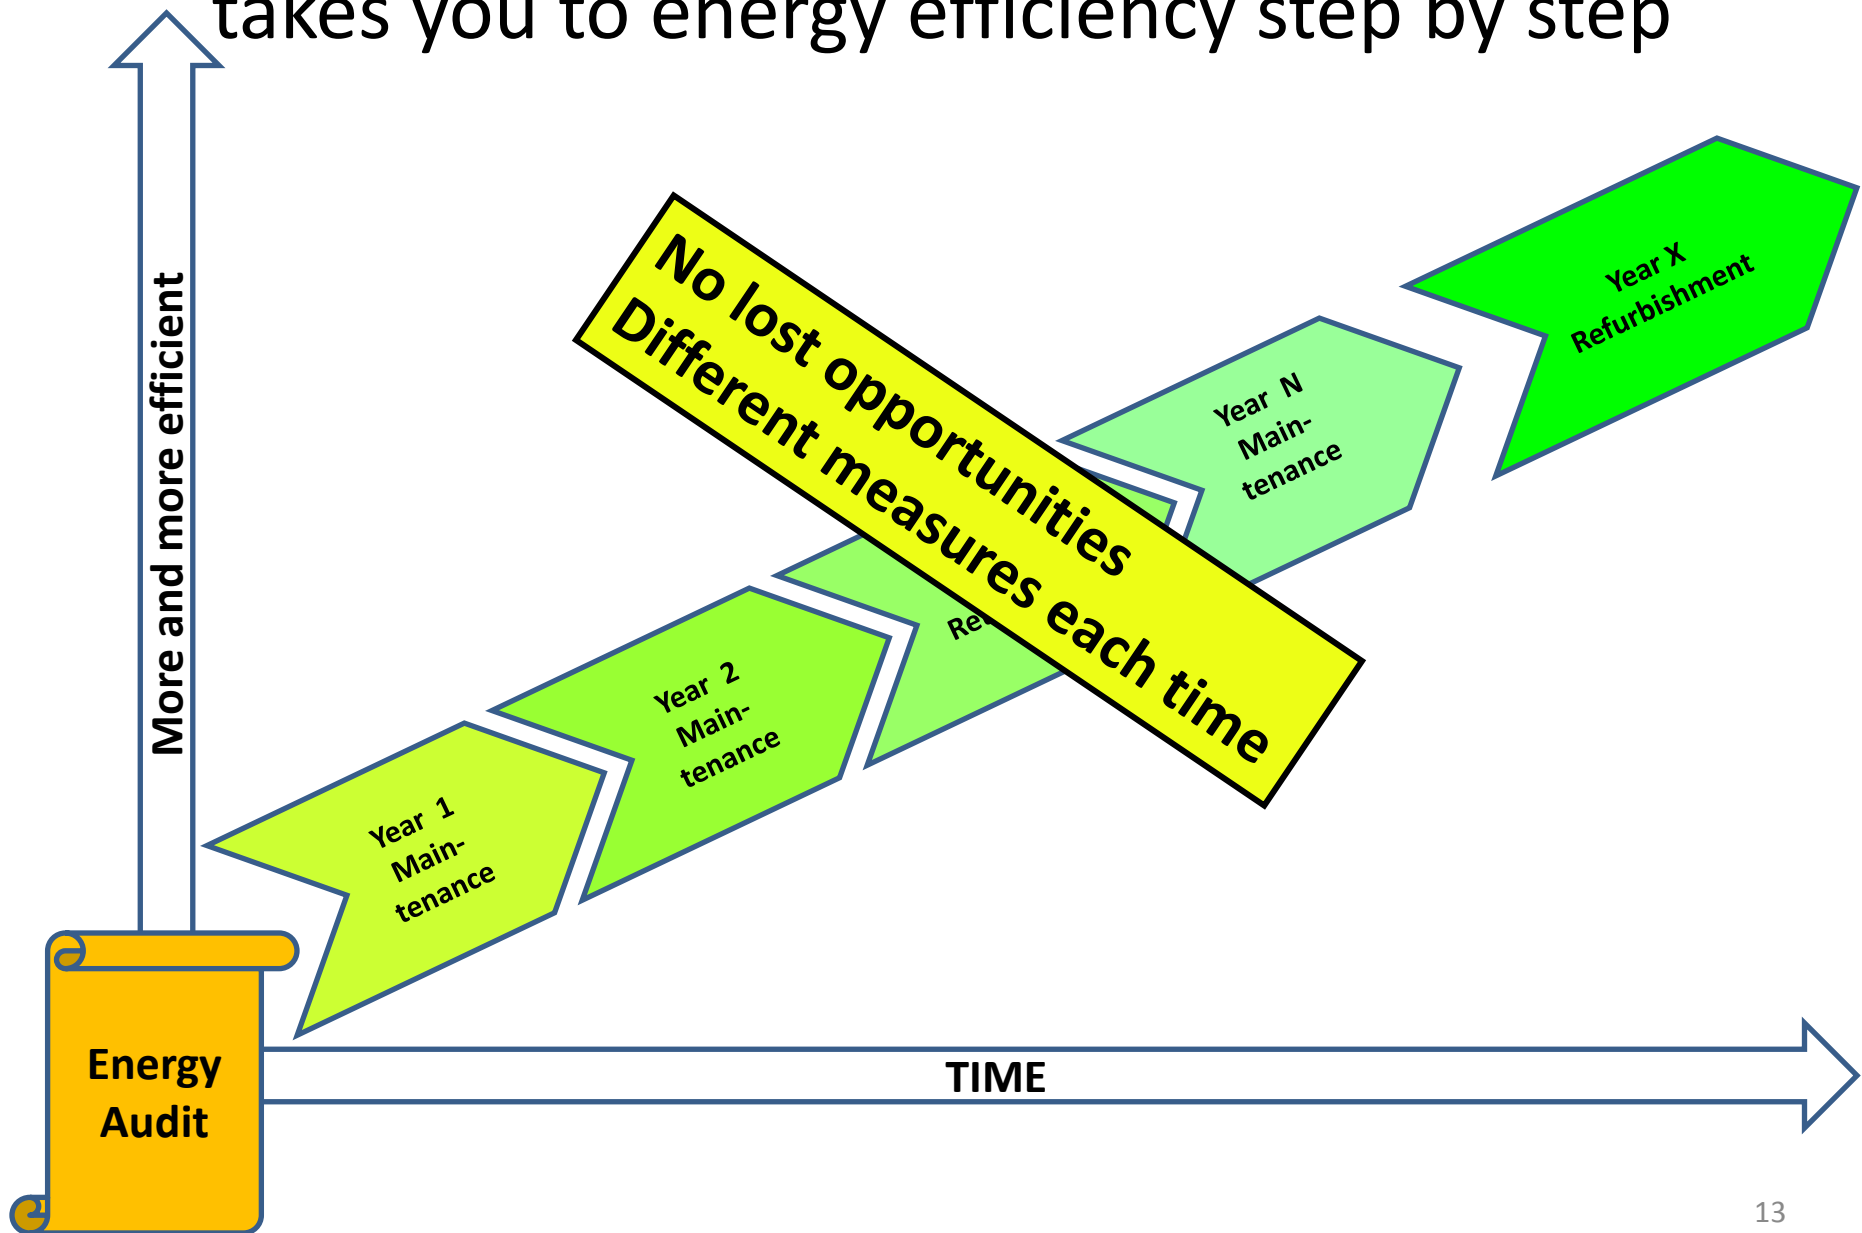 takes you to energy efficiency step by step
More and more efficient
No lost opportunities
Different measures each time
Year X
Refurbishment
Year N
Main-
tenance
Year 2
Main-
tenance
Year 1
Main-
tenance
Energy
Audit
TIME
13